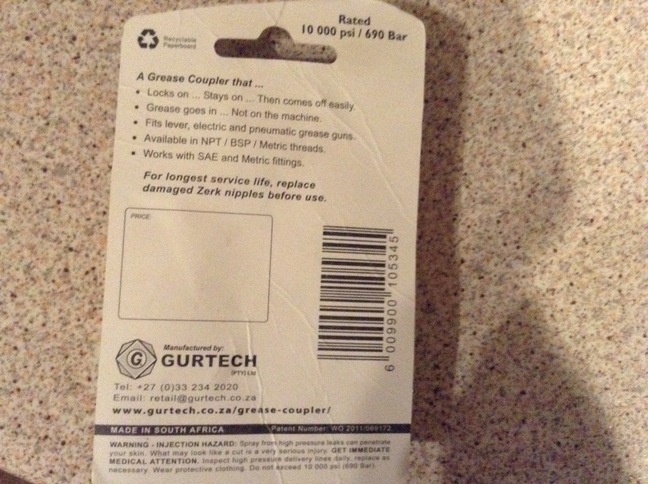 Rated
10 000 psi / 690 Bar
Recyclable
Paperboard
A Grease Coupler that ...
• Locks on ... Stays on ... Then comes off easily.
• Grease goes in ... Not on the machine.
• Fits lever, electric and pneumatic grease guns.
• Available in NPT / BSP / Metric threads.
• Works with SAE and Metric fittings.
For longest service life, replace
damaged Zerk nipples before use.
PRICE:
6 009900 105345
Manufactured by:
G
GURTECH
(PTY) Ltd
Tel: +27 (0)33 234 2020
Email: retail@gurtech.co.za
www.gurtech.co.za/grease-coupler/
MADE IN SOUTH AFRICA
Patent Number: WO 2011/089172
WARNING - INJECTION HAZARD: Spray from high pressure leaks can penetrate
your skin. What may look like a cut is a very serious injury. GET IMMEDIATE
MEDICAL ATTENTION. Inspect high pressure delivery lines daily, replace as
necessary. Wear protective clothing. Do not exceed 10 000 psi (690 Bar)